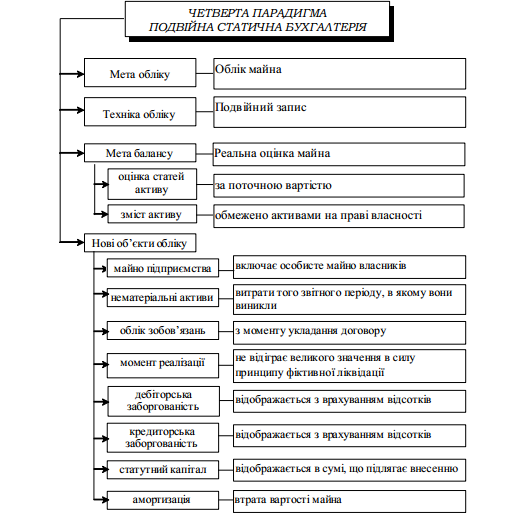 ЧЕТВЕРТА ПАРАДИГМА
ПОДВІЙНА СТАТИЧНА БУХГАЛТЕРІЯ
Мета обліку
Облік майна
Техніка обліку
Подвійний запис
Мета балансу
Реальна оцінка майна
оцінка статей
активу
за поточною вартістю
зміст активу
обмежено активами на праві власності
Нові об’єкти обліку
майно підприємства
включає особисте майно власників
нематеріальні активи
витрати того звітного періоду, в якому вони
виникли
облік зобов’язань
з моменту укладання договору
момент реалізації
не відіграє великого значення в силу
принципу фіктивної ліквідації
дебіторська
заборгованість
відображається з врахуванням відсотків
кредиторська
заборгованість
відображається з врахуванням відсотків
статутний капітал
відображається в сумі, що підлягає внесенню
амортизація
втрата вартості майна